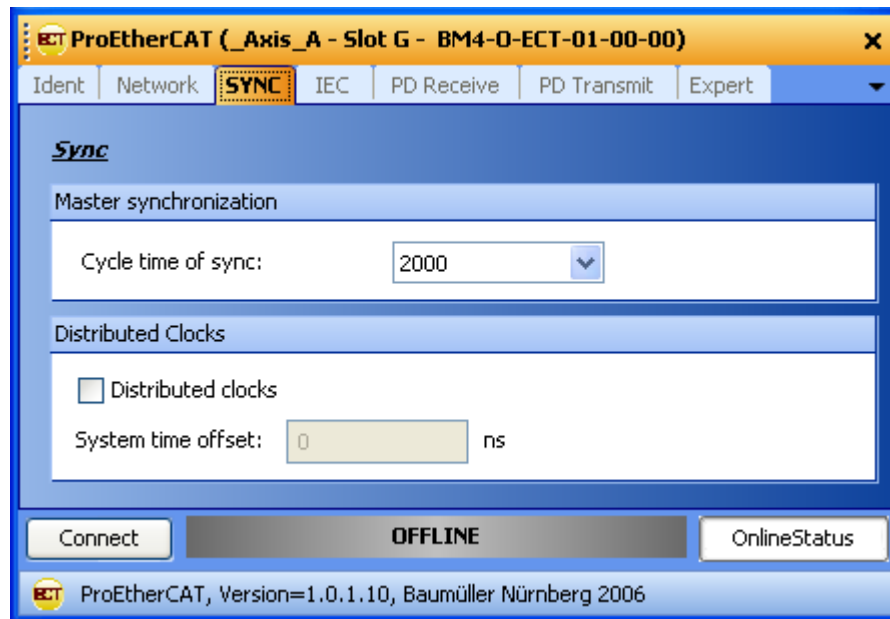 ECT ProEtherCAT (_Axis_A - Slot G - BM4-O-ECT-01-00-00)
Ident Network SYNC IEC PD Receive PD Transmit Expert
Sync
Master synchronization
Cycle time of sync: 2000
Distributed Clocks
Distributed clocks
System time offset: 0 ns
Connect OFFLINE OnlineStatus
ECT ProEtherCAT, Version=1.0.1.10, Baumüller Nürnberg 2006